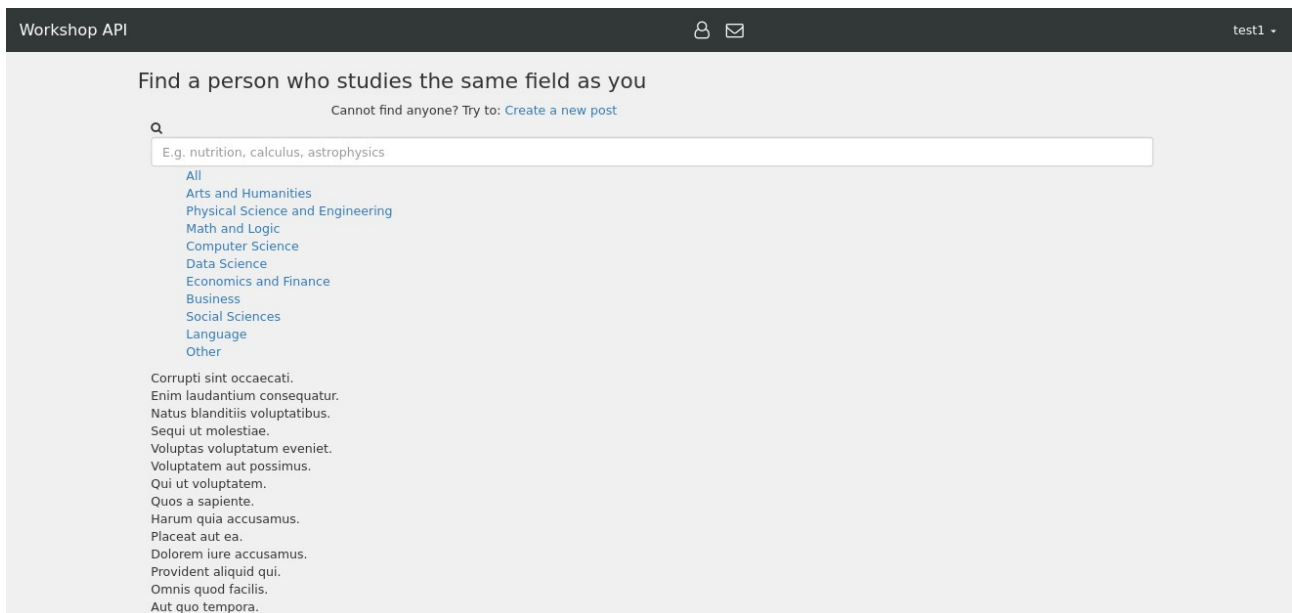 Workshop API
test1
Find a person who studies the same field as you
Cannot find anyone? Try to: Create a new post
E.g. nutrition, calculus, astrophysics
All
Arts and Humanities
Physical Science and Engineering
Math and Logic
Computer Science
Data Science
Economics and Finance
Business
Social Sciences
Language
Other
Corrupti sint occaecati.
Enim laudantium consequatur.
Natus blanditiis voluptatibus.
Sequi ut molestiae.
Voluptas voluptatum eveniet.
Voluptatem aut possimus.
Qui ut voluptatem.
Quos a sapiente.
Harum quia accusamus.
Placeat aut ea.
Dolorem iure accusamus.
Provident aliquid qui.
Omnis quod facilis.
Aut quo tempora.